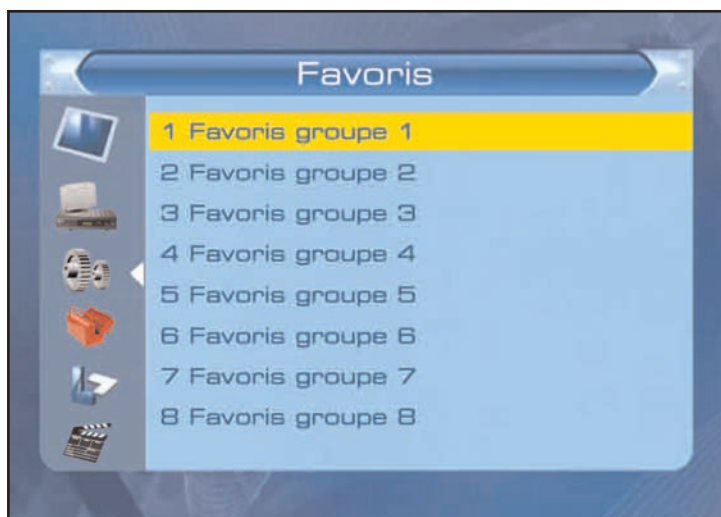 Favoris
1 Favoris groupe 1
2 Favoris groupe 2
3 Favoris groupe 3
4 Favoris groupe 4
5 Favoris groupe 5
6 Favoris groupe 6
7 Favoris groupe 7
8 Favoris groupe 8